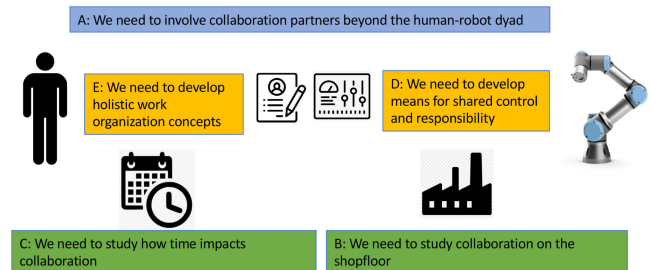 A: We need to involve collaboration partners beyond the human-robot dyad
E: We need to develop
holistic work
organization concepts
D: We need to develop
means for shared control
and responsibility
C: We need to study how time impacts
collaboration
B: We need to study collaboration on the
shopfloor